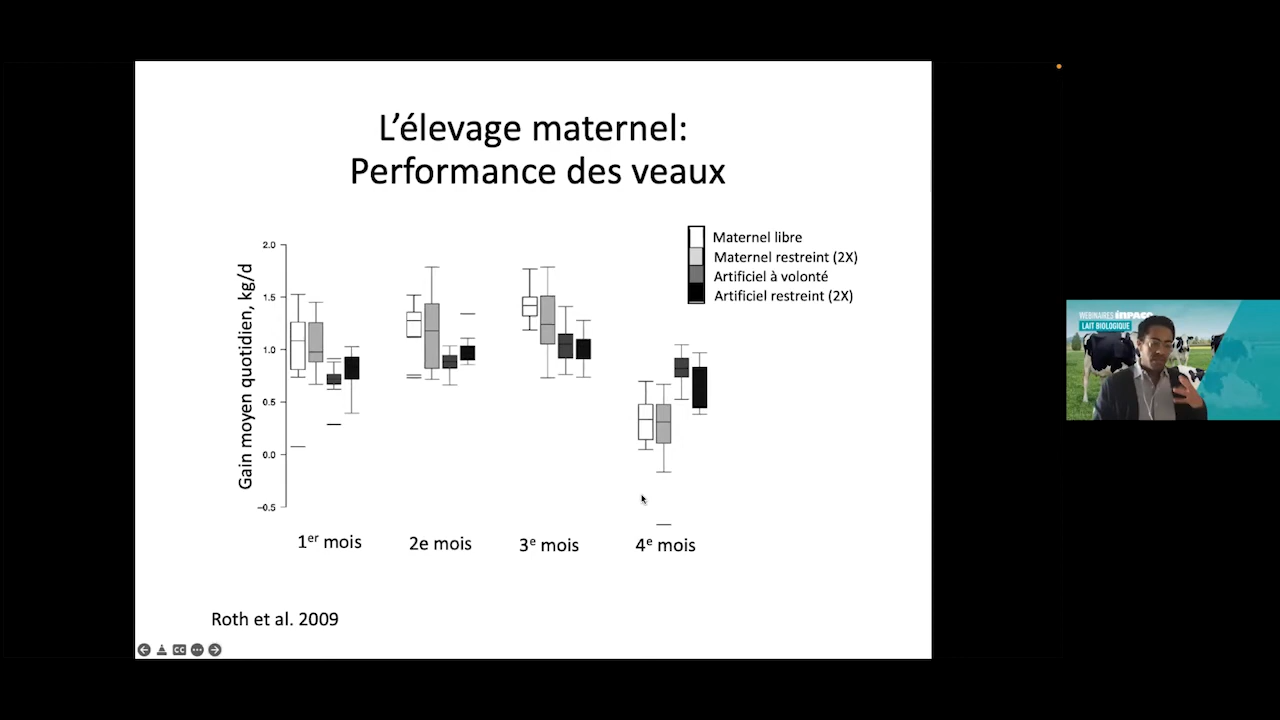 L'élevage maternel:
Performance des veaux
Maternel libre
Maternel restreint (2X)
Artificiel à volonté
Artificiel restreint (2X)
Gain moyen quotidien, kg/d
2.0
1.5
1.0
0.5
0.0
–0.5
1er mois
2e mois
3e mois
4e mois
Roth et al. 2009
CC
WEBINAIRES INPACQ
LAIT BIOLOGIQUE